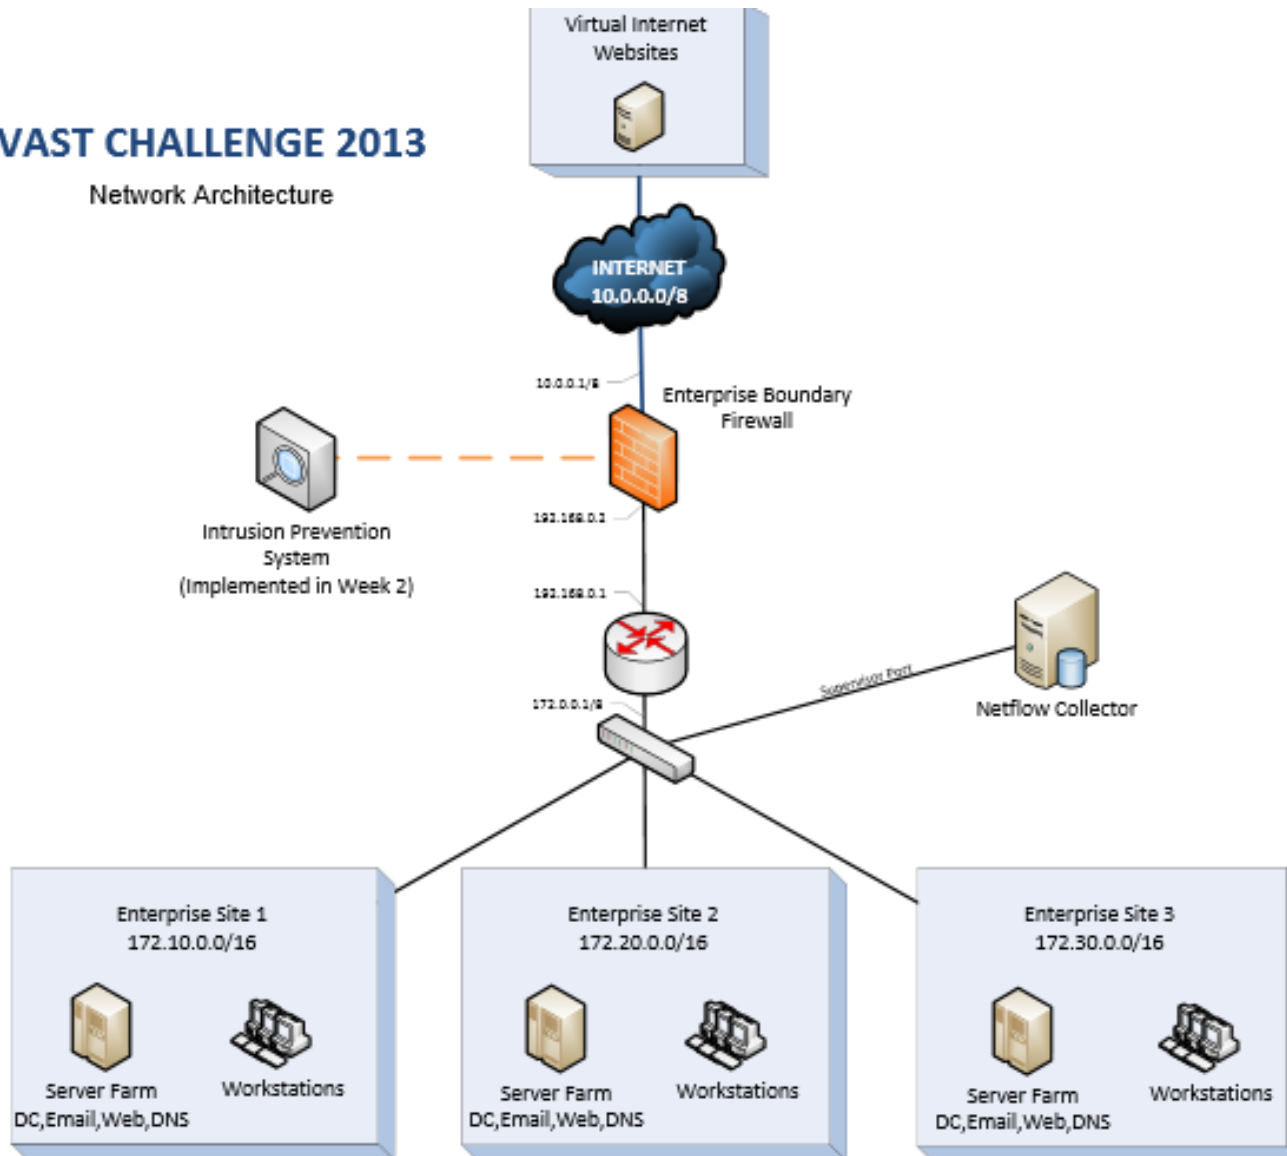 Virtual Internet
Websites
VAST CHALLENGE 2013
Network Architecture
INTERNET
10.0.0.0/8
10.0.0.1/8
Enterprise Boundary
Firewall
192.168.0.2
Intrusion Prevention
System
(Implemented in Week 2)
192.168.0.1
Supervisor Port
172.0.0.1/8
Netflow Collector
Enterprise Site 1
172.10.0.0/16
Server Farm
DC,Email,Web,DNS
Workstations
Enterprise Site 2
172.20.0.0/16
Server Farm
DC,Email,Web,DNS
Workstations
Enterprise Site 3
172.30.0.0/16
Server Farm
DC,Email,Web,DNS
Workstations